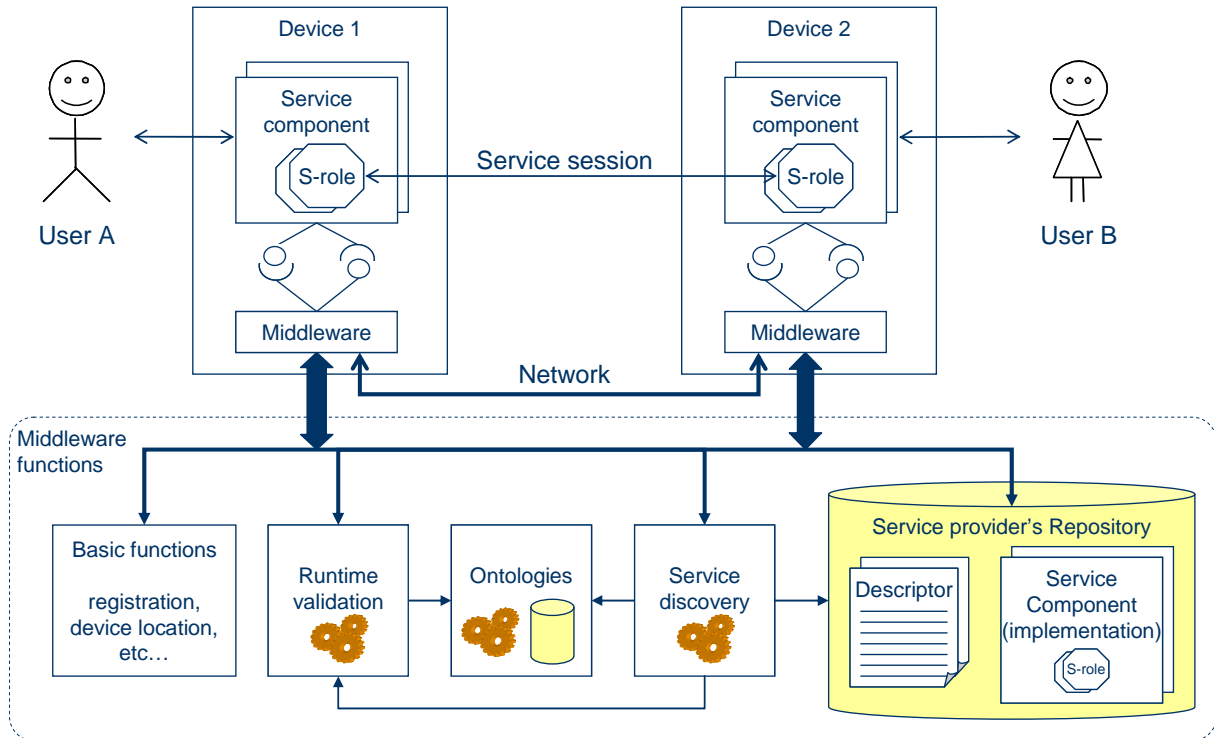 Device 1
Device 2
Service
component
S-role
Service
component
S-role
Service session
User A
User B
Middleware
Middleware
Network
Middleware
functions
Basic functions
registration,
device location,
etc…
Runtime
validation
Ontologies
Service
discovery
Service provider’s Repository
Descriptor
Service
Component
(implementation)
S-role